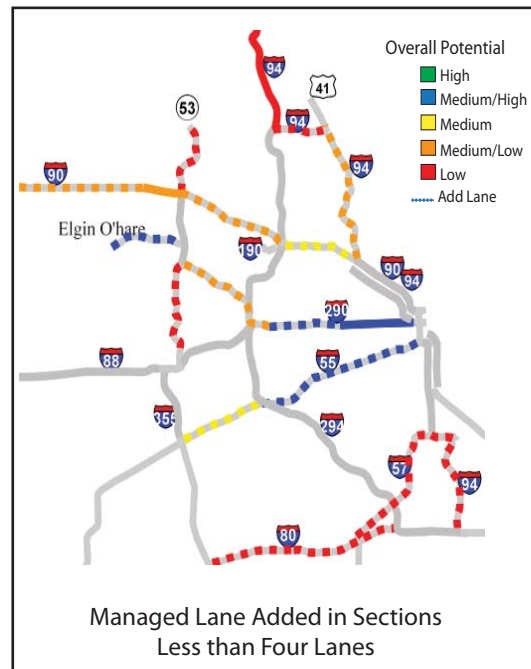 Overall Potential
High
Medium/High
Medium
Medium/Low
Low
Add Lane
94
41
53
94
90
94
Elgin O'hare
190
90
94
290
88
55
355
294
57
94
80
Managed Lane Added in Sections
Less than Four Lanes